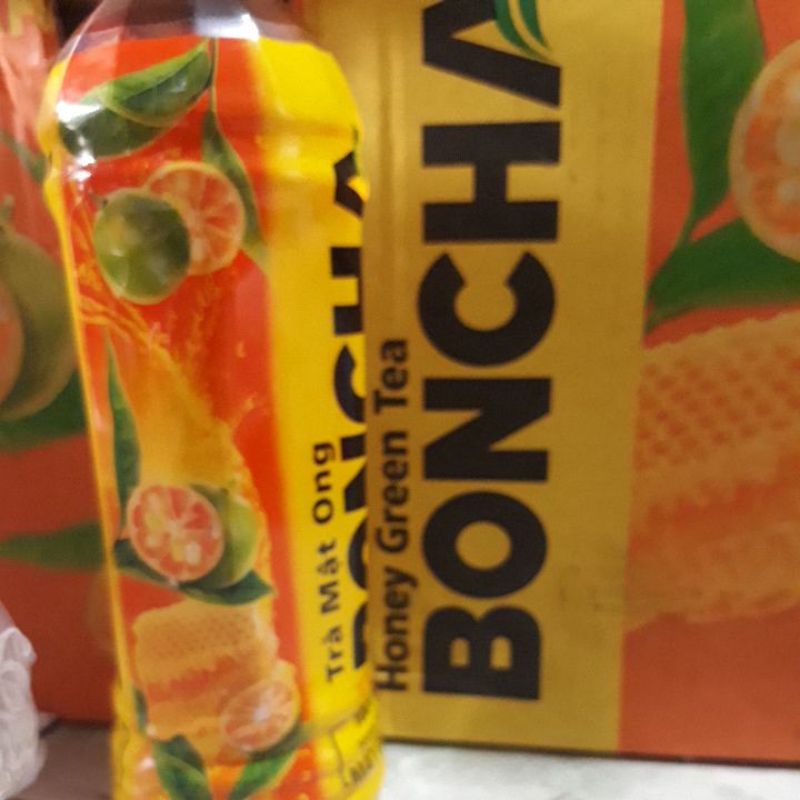 Trà Mật Ong
BONCHA
Honey Green Tea
BONCHA